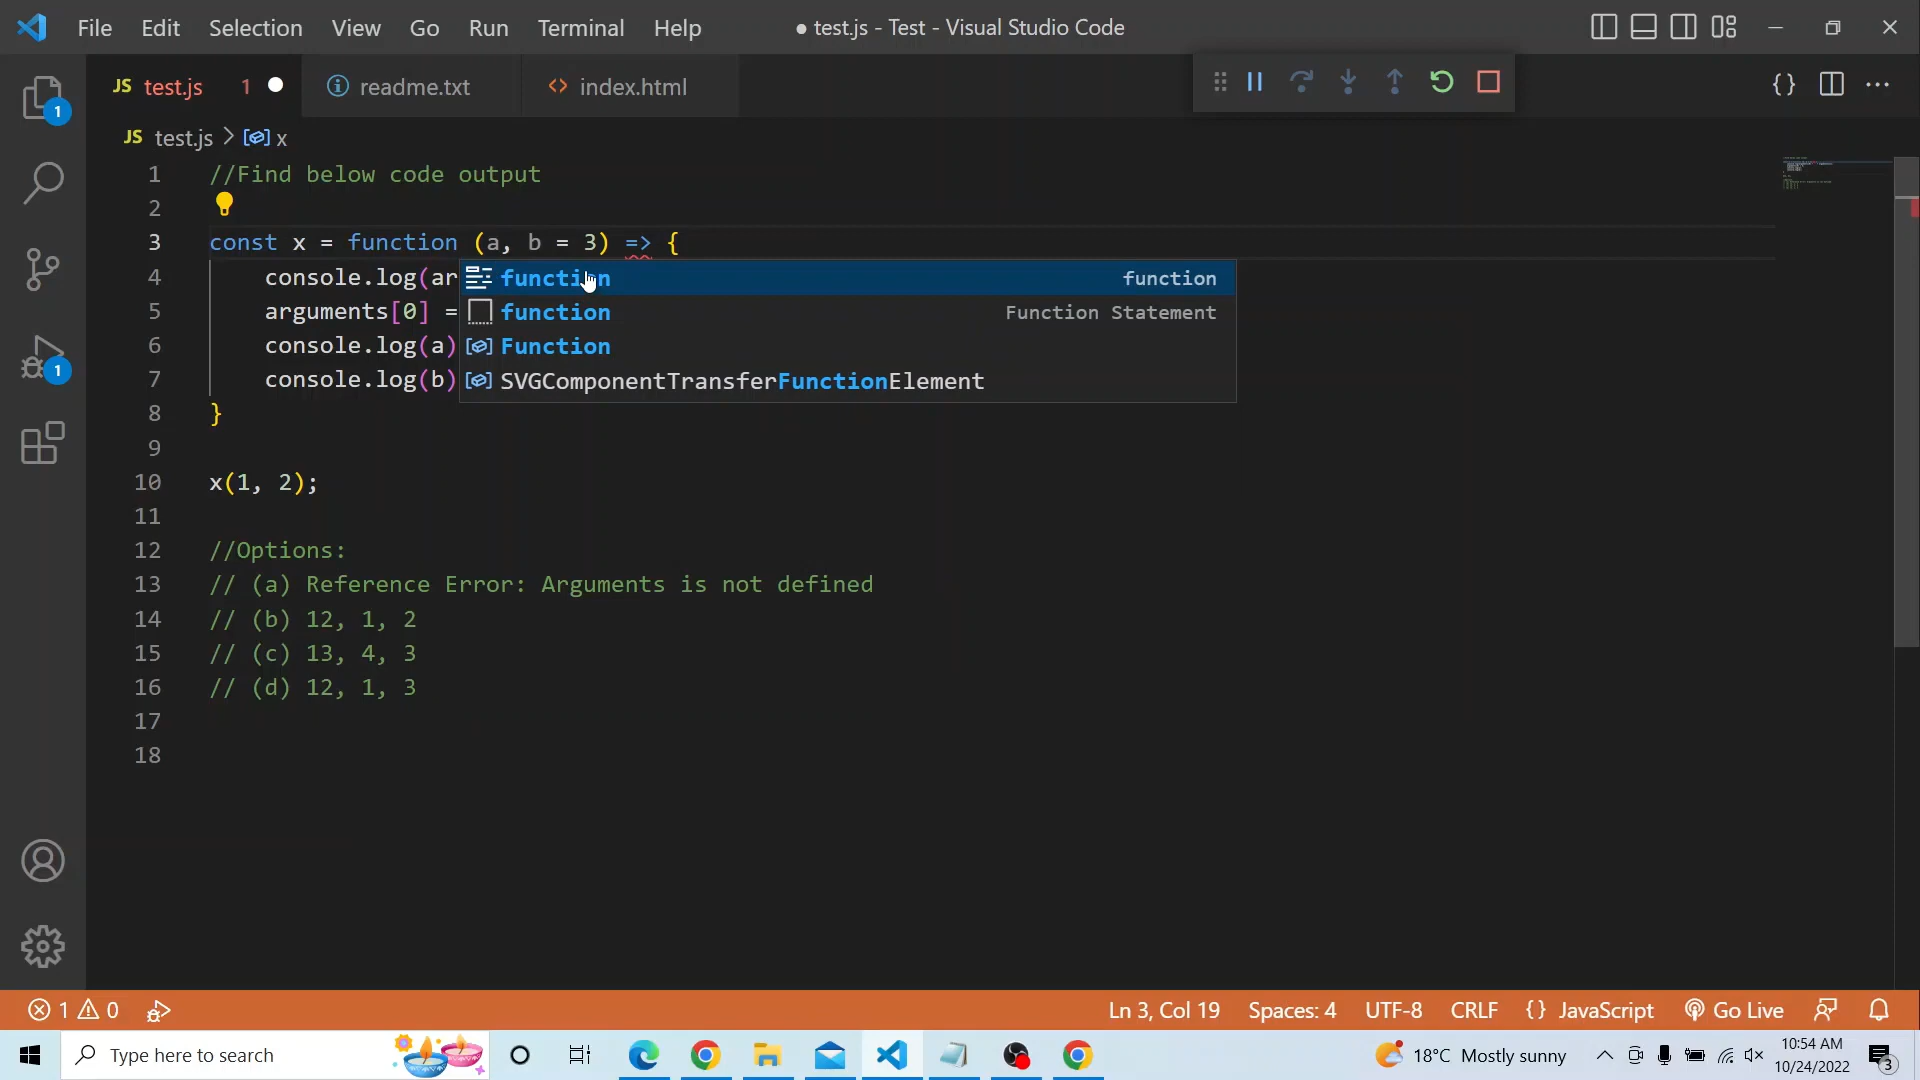 File Edit Selection View Go Run Terminal Help
● test.js - Test - Visual Studio Code
JS test.js 1
readme.txt
index.html
1
JS test.js > x
1 //Find below code output
2
3 const x = function (a, b = 3) => {
4 console.log(ar
5 arguments[0] =
6 console.log(a)
7 console.log(b)
function function
function Function Statement
Function
SVGComponentTransferFunctionElement
1
8 }
9
10 x(1, 2);
11
12 //Options:
13 // (a) Reference Error: Arguments is not defined
14 // (b) 12, 1, 2
15 // (c) 13, 4, 3
16 // (d) 12, 1, 3
17
18
1 0
Ln 3, Col 19 Spaces: 4 UTF-8 CRLF {} JavaScript Go Live
Type here to search
18°C Mostly sunny
10:54 AM
10/24/2022
3